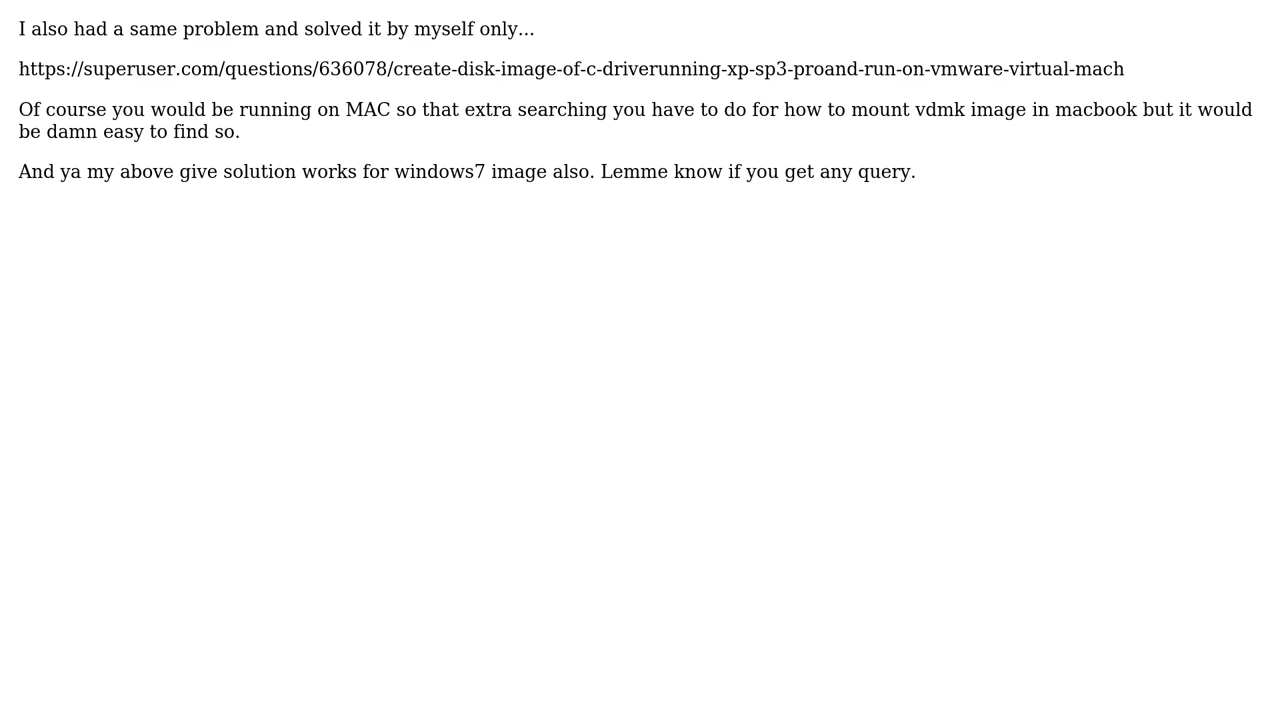 I also had a same problem and solved it by myself only...
https://superuser.com/questions/636078/create-disk-image-of-c-driverunning-xp-sp3-proand-run-on-vmware-virtual-mach
Of course you would be running on MAC so that extra searching you have to do for how to mount vdmk image in macbook but it would
be damn easy to find so.
And ya my above give solution works for windows7 image also. Lemme know if you get any query.